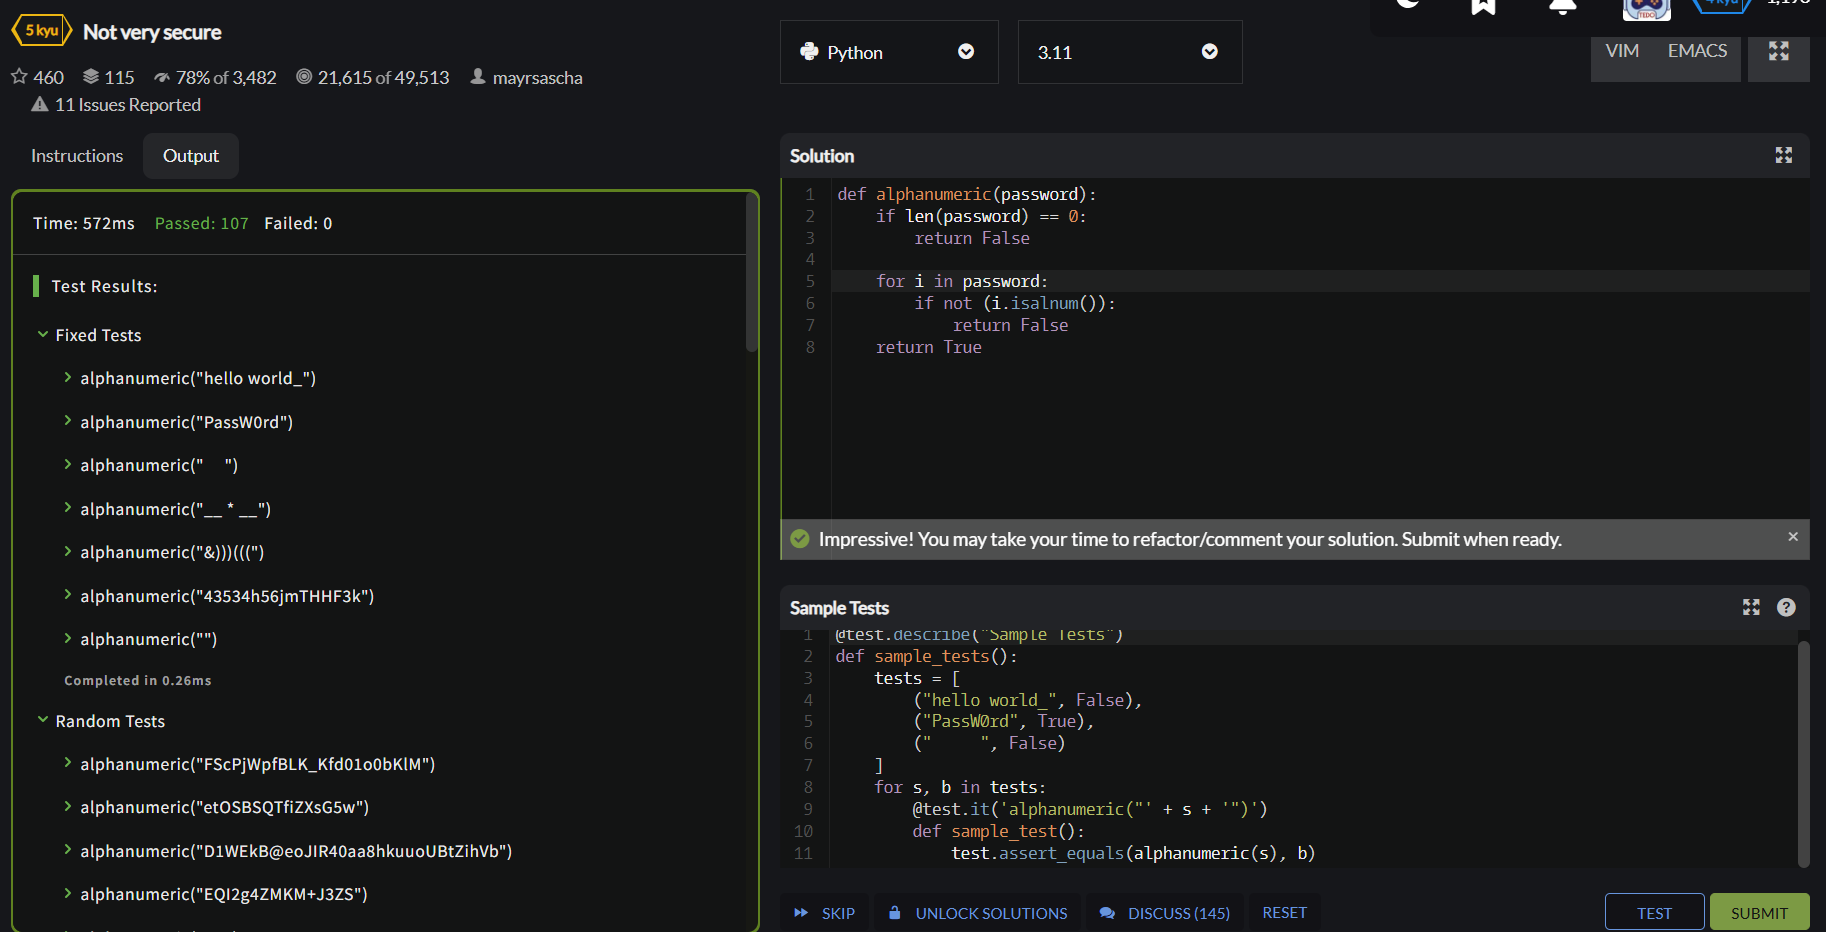 5 kyu Not very secure
460 115 78% of 3,482 21,615 of 49,513 mayrsascha
11 Issues Reported
Instructions Output
Time: 572ms Passed: 107 Failed: 0
Test Results:
Fixed Tests
alphanumeric("hello world_")
alphanumeric("PassW0rd")
alphanumeric("     ")
alphanumeric("__ * __")
alphanumeric("&)))(((")
alphanumeric("43534h56jmTHHF3k")
alphanumeric("")
Completed in 0.26ms
Random Tests
alphanumeric("FScPjWpfBLK_Kfd01o0bKlM")
alphanumeric("etOSBSQTfiZXsG5w")
alphanumeric("D1WEkB@eoJIR40aa8hkuuoUBtZihVb")
alphanumeric("EQI2g4ZMKM+J3ZS")
Python 3.11
VIM EMACS
Solution
1 def alphanumeric(password):
2     if len(password) == 0:
3         return False
4
5     for i in password:
6         if not (i.isalnum()):
7             return False
8     return True
Impressive! You may take your time to refactor/comment your solution. Submit when ready.
Sample Tests
1 @test.describe("Sample Tests")
2 def sample_tests():
3     tests = [
4         ("hello world_", False),
5         ("PassW0rd", True),
6         ("     ", False)
7     ]
8     for s, b in tests:
9         @test.it('alphanumeric("' + s + '")')
10         def sample_test():
11             test.assert_equals(alphanumeric(s), b)
SKIP UNLOCK SOLUTIONS DISCUSS (145) RESET TEST SUBMIT